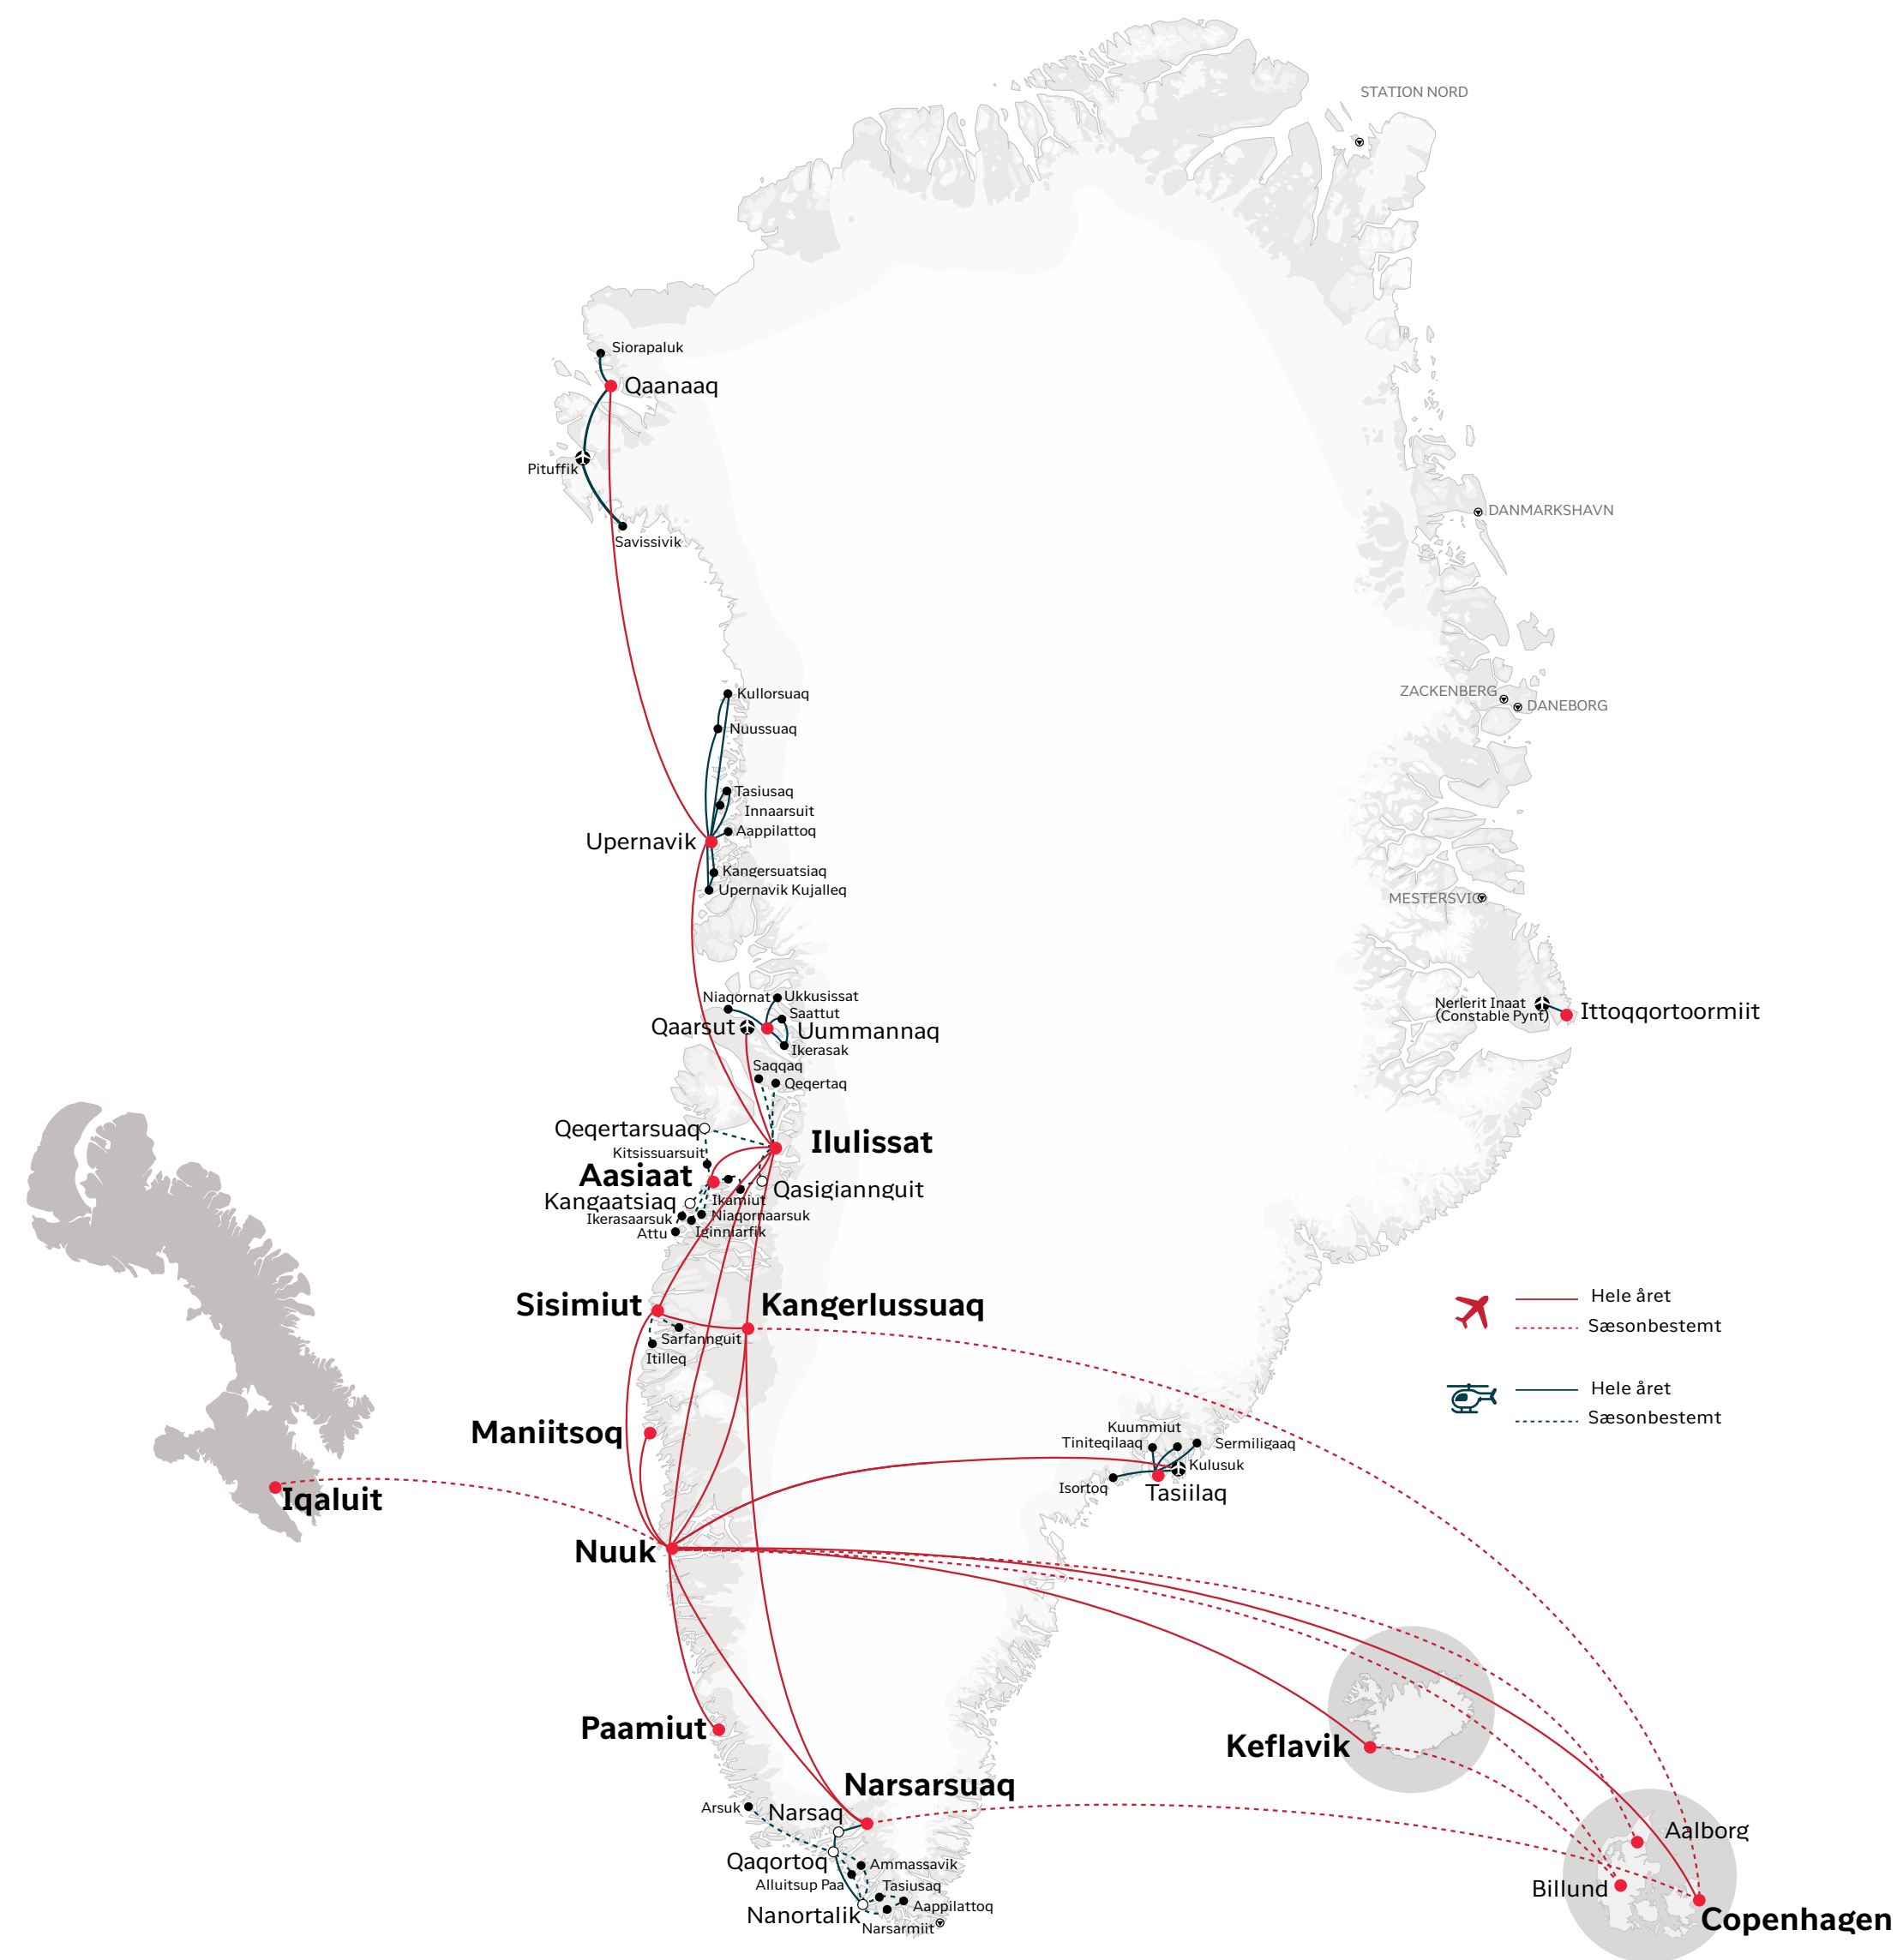 STATION NORD
Siorapaluk
Qaanaaq
Pituffik
DANMARKSHAVN
Savissivik
Kullorsuaq
ZACKENBERG
DANEBORG
Nuussuaq
Tasiusaq
Innaarsuit
Aappilattoq
Upernavik
Kangersuatsiaq
Upernavik Kujalleq
MESTERSVIG
Niaqornat
Ukkusissat
Nerlerit Inaat
(Constable Pynt)
Ittoqqortoormiit
Saattut
Qaarsut
Uummannaq
Ikerasak
Saqqaq
Qeqertaq
Qeqertarsuaq
Ilulissat
Kitsissuarsuit
Aasiaat
Qasigiannguit
Kangaatsiaq
Ikamiut
Niaqornaarsuk
Ikerasaarsuk
Iginniarfik
Attu
Hele året
Sisimiut
Kangerlussuaq
Sæsonbestemt
Sarfannguit
Itilleq
Hele året
Sæsonbestemt
Maniitsoq
Kuummiut
Tiniteqilaaq
Sermiligaaq
Kulusuk
Isortoq
Tasiilaq
Iqaluit
Nuuk
Paamiut
Keflavik
Narsarsuaq
Arsuk
Narsaq
Aalborg
Qaqortoq
Ammassavik
Alluitsup Paa
Tasiusaq
Billund
Aappilattoq
Nanortalik
Narsarmiit
Copenhagen